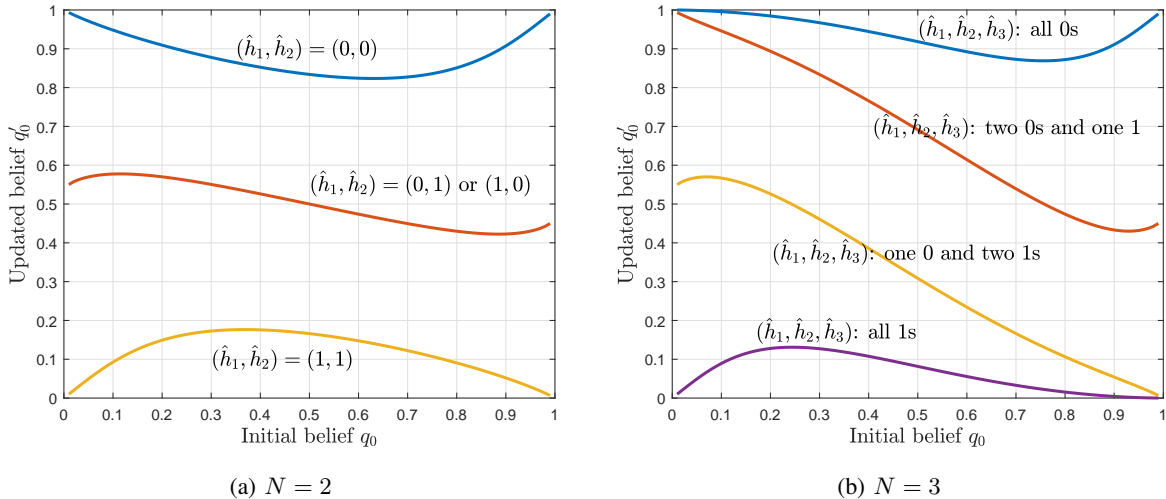 1
0.9
0.8
0.7
0.6
0.5
0.4
0.3
0.2
0.1
0
Updated belief q′₀
(ĥ₁, ĥ₂) = (0, 0)
(ĥ₁, ĥ₂) = (0, 1) or (1, 0)
(ĥ₁, ĥ₂) = (1, 1)
0 0.1 0.2 0.3 0.4 0.5 0.6 0.7 0.8 0.9 1
Initial belief q₀
(a) N = 2
1
0.9
0.8
0.7
0.6
0.5
0.4
0.3
0.2
0.1
0
Updated belief q′₀
(ĥ₁, ĥ₂, ĥ₃): all 0s
(ĥ₁, ĥ₂, ĥ₃): two 0s and one 1
(ĥ₁, ĥ₂, ĥ₃): one 0 and two 1s
(ĥ₁, ĥ₂, ĥ₃): all 1s
0 0.1 0.2 0.3 0.4 0.5 0.6 0.7 0.8 0.9 1
Initial belief q₀
(b) N = 3